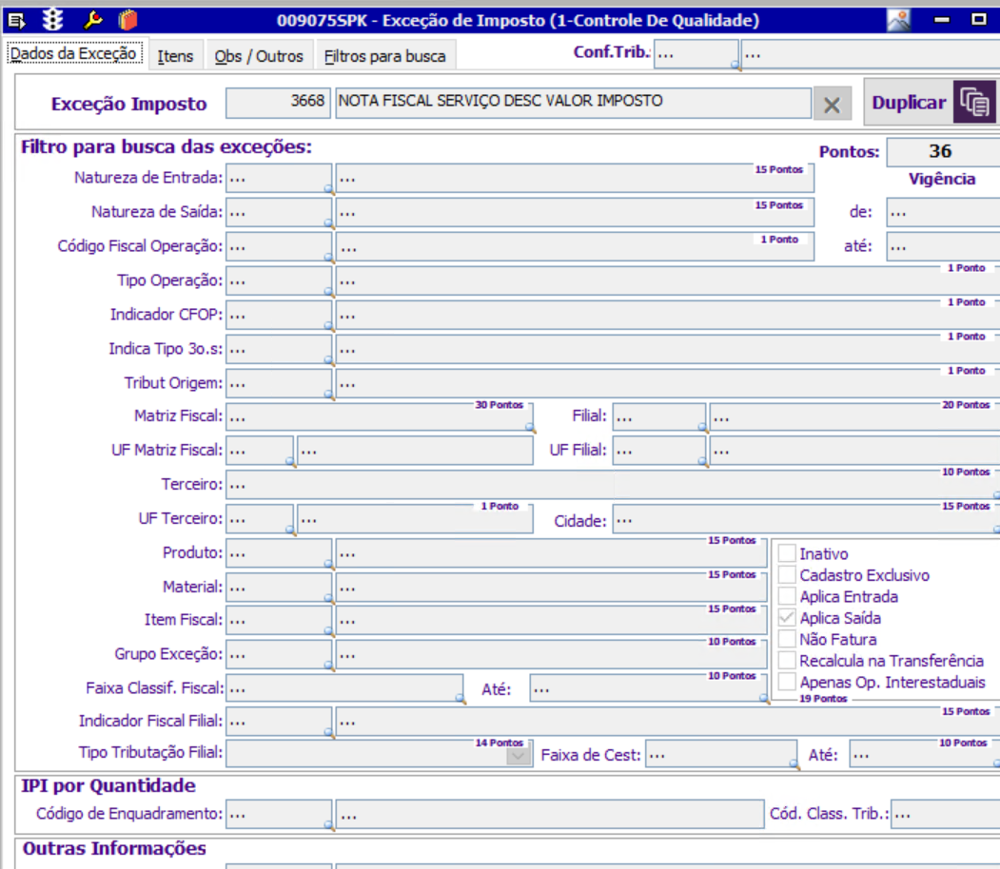 009075SPK - Exceção de Imposto (1-Controle De Qualidade)
Dados da Exceção Itens Obs / Outros Filtros para busca Conf.Trib.: ... ...
Exceção Imposto 3668 NOTA FISCAL SERVIÇO DESC VALOR IMPOSTO Duplicar
Filtro para busca das exceções: Pontos: 36
Natureza de Entrada: ... ... 15 Pontos Vigência
Natureza de Saída: ... ... 15 Pontos de: ...
Código Fiscal Operação: ... ... 1 Ponto até: ...
Tipo Operação: ... ... 1 Ponto
Indicador CFOP: ... ... 1 Ponto
Indica Tipo 3o.s: ... ... 1 Ponto
Tribut Origem: ... ... 1 Ponto
Matriz Fiscal: ... 30 Pontos Filial: ... ... 20 Pontos
UF Matriz Fiscal: ... ... UF Filial: ... ...
Terceiro: ... 10 Pontos
UF Terceiro: ... ... 1 Ponto Cidade: ... 15 Pontos
Produto: ... ... 15 Pontos Inativo
Material: ... ... 15 Pontos Cadastro Exclusivo
Aplica Entrada
Item Fiscal: ... ... 15 Pontos Aplica Saída
Não Fatura
Grupo Exceção: ... ... 10 Pontos Recalcula na Transferência
Faixa Classif. Fiscal: ... Até: ... 10 Pontos Apenas Op. Interestaduais
19 Pontos
Indicador Fiscal Filial: ... ... 15 Pontos
Tipo Tributação Filial: 14 Pontos Faixa de Cest: ... Até: ... 10 Pontos
IPI por Quantidade
Código de Enquadramento: ... ... Cód. Class. Trib.: ...
Outras Informações